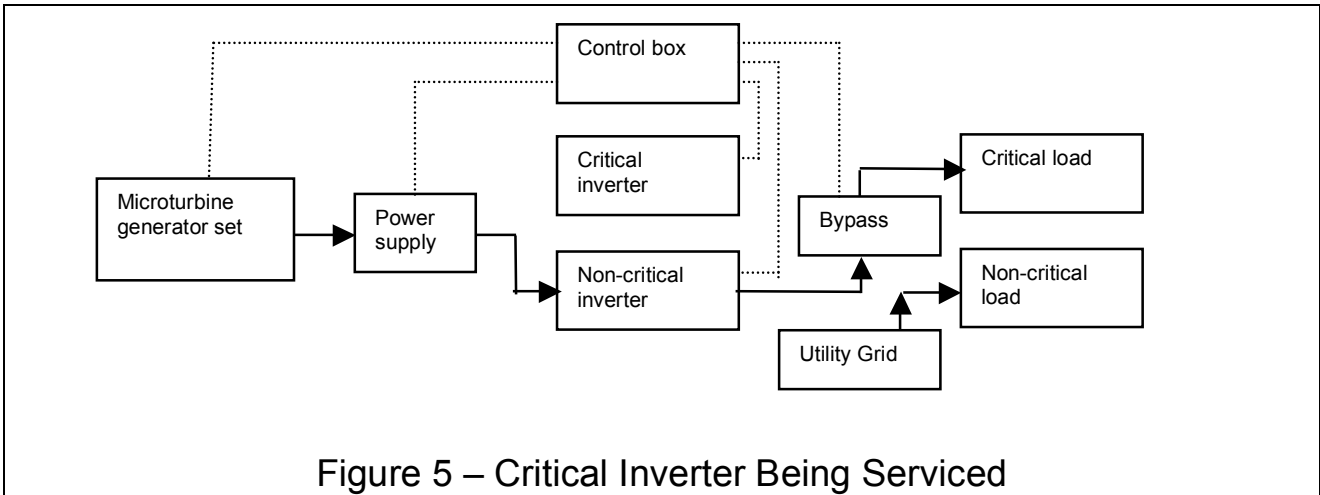 Control box
Critical
inverter
Critical load
Microturbine
generator set
Power
supply
Bypass
Non-critical
inverter
Non-critical
load
Utility Grid
Figure 5 – Critical Inverter Being Serviced